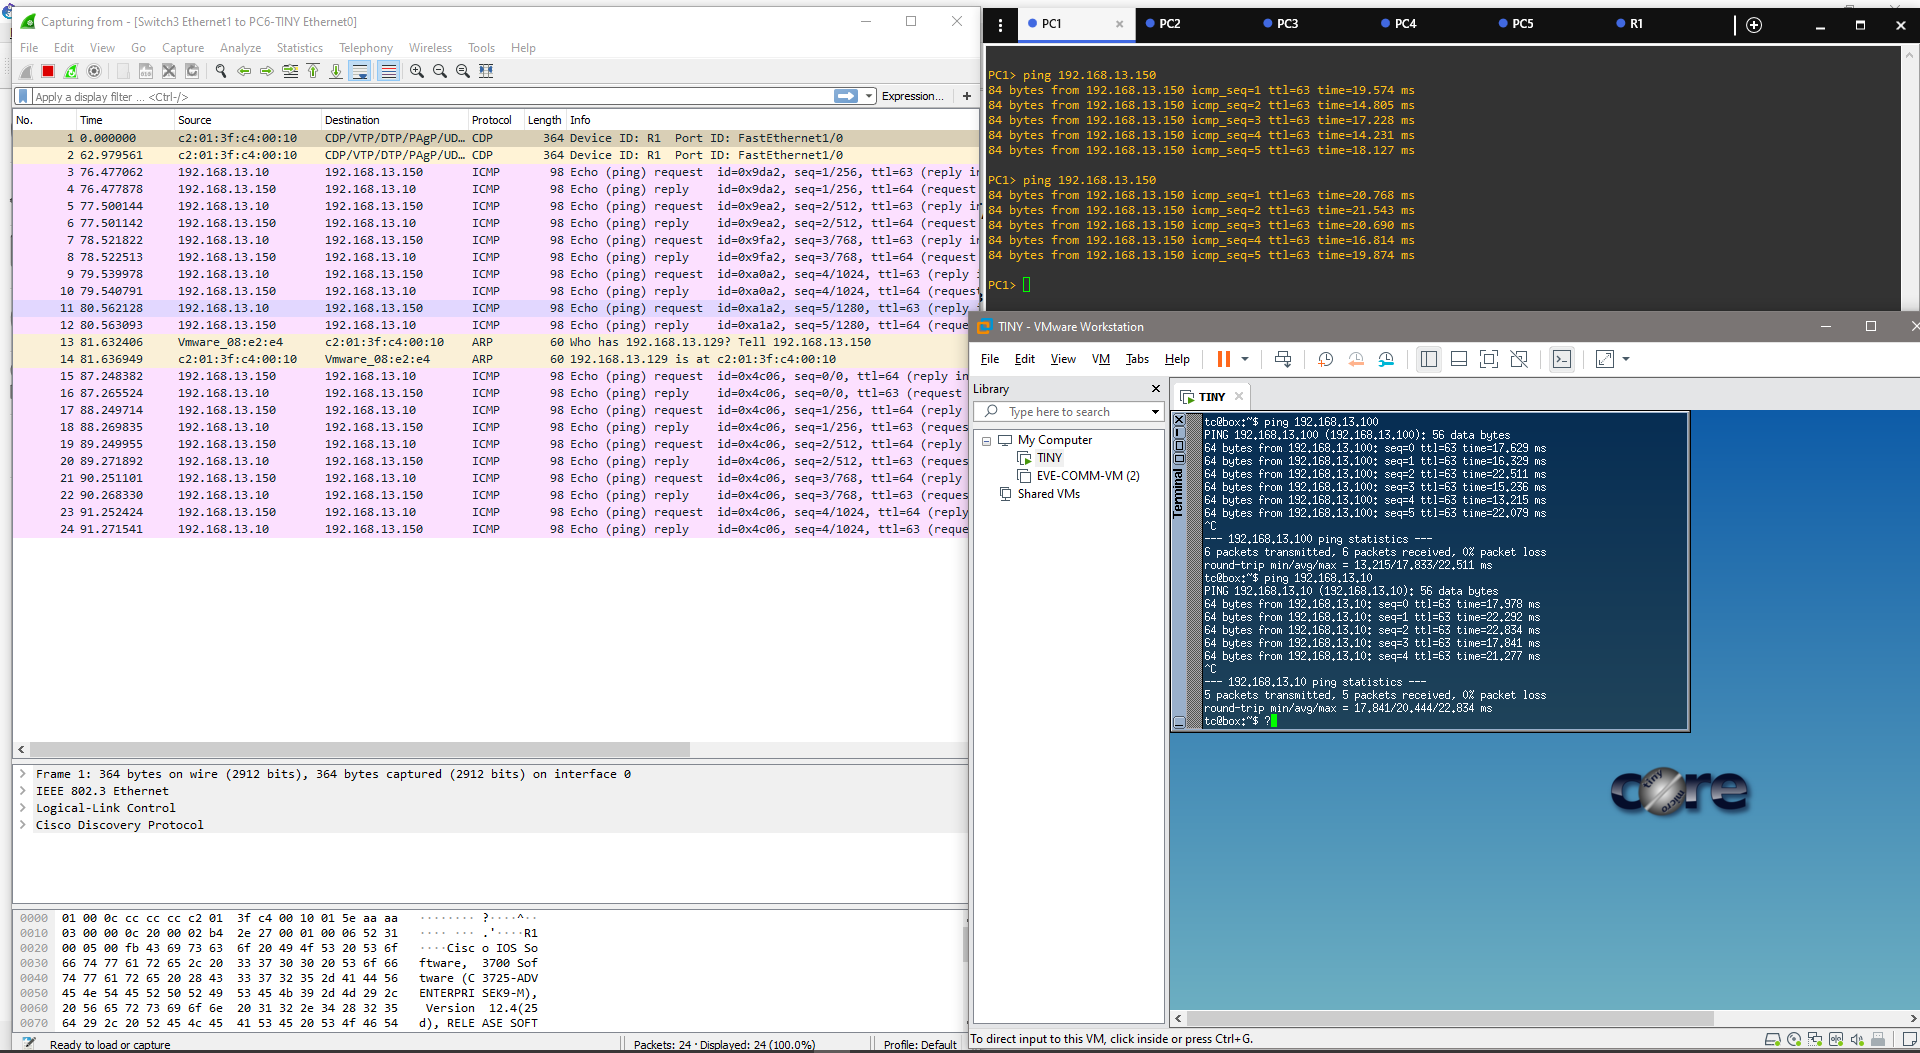 Capturing from - [Switch3 Ethernet1 to PC6-TINY Ethernet0]
File Edit View Go Capture Analyze Statistics Telephony Wireless Tools Help
Apply a display filter ... <Ctrl-/>
Expression... +
No. Time Source Destination Protocol Length Info
1 0.000000 c2:01:3f:c4:00:10 CDP/VTP/DTP/PAgP/UD… CDP 364 Device ID: R1 Port ID: FastEthernet1/0
2 62.979561 c2:01:3f:c4:00:10 CDP/VTP/DTP/PAgP/UD… CDP 364 Device ID: R1 Port ID: FastEthernet1/0
3 76.477062 192.168.13.10 192.168.13.150 ICMP 98 Echo (ping) request id=0x9da2, seq=1/256, ttl=63 (reply in
4 76.477878 192.168.13.150 192.168.13.10 ICMP 98 Echo (ping) reply id=0x9da2, seq=1/256, ttl=64 (request
5 77.500144 192.168.13.10 192.168.13.150 ICMP 98 Echo (ping) request id=0x9ea2, seq=2/512, ttl=63 (reply in
6 77.501142 192.168.13.150 192.168.13.10 ICMP 98 Echo (ping) reply id=0x9ea2, seq=2/512, ttl=64 (request
7 78.521822 192.168.13.10 192.168.13.150 ICMP 98 Echo (ping) request id=0x9fa2, seq=3/768, ttl=63 (reply in
8 78.522513 192.168.13.150 192.168.13.10 ICMP 98 Echo (ping) reply id=0x9fa2, seq=3/768, ttl=64 (request
9 79.539978 192.168.13.10 192.168.13.150 ICMP 98 Echo (ping) request id=0xa0a2, seq=4/1024, ttl=63 (reply i
10 79.540791 192.168.13.150 192.168.13.10 ICMP 98 Echo (ping) reply id=0xa0a2, seq=4/1024, ttl=64 (reques
11 80.562128 192.168.13.10 192.168.13.150 ICMP 98 Echo (ping) request id=0xa1a2, seq=5/1280, ttl=63 (reply i
12 80.563093 192.168.13.150 192.168.13.10 ICMP 98 Echo (ping) reply id=0xa1a2, seq=5/1280, ttl=64 (reque
13 81.632406 Vmware_08:e2:e4 c2:01:3f:c4:00:10 ARP 60 Who has 192.168.13.129? Tell 192.168.13.150
14 81.636949 c2:01:3f:c4:00:10 Vmware_08:e2:e4 ARP 60 192.168.13.129 is at c2:01:3f:c4:00:10
15 87.248382 192.168.13.150 192.168.13.10 ICMP 98 Echo (ping) request id=0x4c06, seq=0/0, ttl=64 (reply in
16 87.265524 192.168.13.10 192.168.13.150 ICMP 98 Echo (ping) reply id=0x4c06, seq=0/0, ttl=63 (request
17 88.249714 192.168.13.150 192.168.13.10 ICMP 98 Echo (ping) request id=0x4c06, seq=1/256, ttl=64 (reply
18 88.269835 192.168.13.10 192.168.13.150 ICMP 98 Echo (ping) reply id=0x4c06, seq=1/256, ttl=63 (reques
19 89.249955 192.168.13.150 192.168.13.10 ICMP 98 Echo (ping) request id=0x4c06, seq=2/512, ttl=64 (reply
20 89.271892 192.168.13.10 192.168.13.150 ICMP 98 Echo (ping) reply id=0x4c06, seq=2/512, ttl=63 (reques
21 90.251101 192.168.13.150 192.168.13.10 ICMP 98 Echo (ping) request id=0x4c06, seq=3/768, ttl=64 (reply
22 90.268330 192.168.13.10 192.168.13.150 ICMP 98 Echo (ping) reply id=0x4c06, seq=3/768, ttl=63 (reques
23 91.252424 192.168.13.150 192.168.13.10 ICMP 98 Echo (ping) request id=0x4c06, seq=4/1024, ttl=64 (reply
24 91.271541 192.168.13.10 192.168.13.150 ICMP 98 Echo (ping) reply id=0x4c06, seq=4/1024, ttl=63 (reque
Frame 1: 364 bytes on wire (2912 bits), 364 bytes captured (2912 bits) on interface 0
IEEE 802.3 Ethernet
Logical-Link Control
Cisco Discovery Protocol
0000 01 00 0c cc cc cc c2 01 3f c4 00 10 01 5e aa aa ········ ?····^··
0010 03 00 00 0c 20 00 02 b4 2e 27 00 01 00 06 52 31 ···· ··· .'····R1
0020 00 05 00 fb 43 69 73 63 6f 20 49 4f 53 20 53 6f ····Cisc o IOS So
0030 66 74 77 61 72 65 2c 20 33 37 30 30 20 53 6f 66 ftware, 3700 Sof
0040 74 77 61 72 65 20 28 43 33 37 32 35 2d 41 44 56 tware (C 3725-ADV
0050 45 4e 54 45 52 50 52 49 53 45 4b 39 2d 4d 29 2c ENTERPRI SEK9-M),
0060 20 56 65 72 73 69 6f 6e 20 31 32 2e 34 28 32 35 Version 12.4(25
0070 64 29 2c 20 52 45 4c 45 41 53 45 20 53 4f 46 54 d), RELE ASE SOFT
Ready to load or capture
Packets: 24 · Displayed: 24 (100.0%)
Profile: Default
PC1 PC2 PC3 PC4 PC5 R1
PC1> ping 192.168.13.150
84 bytes from 192.168.13.150 icmp_seq=1 ttl=63 time=19.574 ms
84 bytes from 192.168.13.150 icmp_seq=2 ttl=63 time=14.805 ms
84 bytes from 192.168.13.150 icmp_seq=3 ttl=63 time=17.228 ms
84 bytes from 192.168.13.150 icmp_seq=4 ttl=63 time=14.231 ms
84 bytes from 192.168.13.150 icmp_seq=5 ttl=63 time=18.127 ms
PC1> ping 192.168.13.150
84 bytes from 192.168.13.150 icmp_seq=1 ttl=63 time=20.768 ms
84 bytes from 192.168.13.150 icmp_seq=2 ttl=63 time=21.543 ms
84 bytes from 192.168.13.150 icmp_seq=3 ttl=63 time=20.690 ms
84 bytes from 192.168.13.150 icmp_seq=4 ttl=63 time=16.814 ms
84 bytes from 192.168.13.150 icmp_seq=5 ttl=63 time=19.874 ms
PC1>
TINY - VMware Workstation
File Edit View VM Tabs Help
Library
Type here to search
My Computer
TINY
EVE-COMM-VM (2)
Shared VMs
TINY
Terminal
tc@box:~$ ping 192.168.13.100
PING 192.168.13.100 (192.168.13.100): 56 data bytes
64 bytes from 192.168.13.100: seq=0 ttl=63 time=17.629 ms
64 bytes from 192.168.13.100: seq=1 ttl=63 time=16.329 ms
64 bytes from 192.168.13.100: seq=2 ttl=63 time=22.511 ms
64 bytes from 192.168.13.100: seq=3 ttl=63 time=15.236 ms
64 bytes from 192.168.13.100: seq=4 ttl=63 time=13.215 ms
64 bytes from 192.168.13.100: seq=5 ttl=63 time=22.079 ms
^C
--- 192.168.13.100 ping statistics ---
6 packets transmitted, 6 packets received, 0% packet loss
round-trip min/avg/max = 13.215/17.833/22.511 ms
tc@box:~$ ping 192.168.13.10
PING 192.168.13.10 (192.168.13.10): 56 data bytes
64 bytes from 192.168.13.10: seq=0 ttl=63 time=17.978 ms
64 bytes from 192.168.13.10: seq=1 ttl=63 time=22.292 ms
64 bytes from 192.168.13.10: seq=2 ttl=63 time=22.834 ms
64 bytes from 192.168.13.10: seq=3 ttl=63 time=17.841 ms
64 bytes from 192.168.13.10: seq=4 ttl=63 time=21.277 ms
^C
--- 192.168.13.10 ping statistics ---
5 packets transmitted, 5 packets received, 0% packet loss
round-trip min/avg/max = 17.841/20.444/22.834 ms
tc@box:~$ ?
core
tiny
micro
To direct input to this VM, click inside or press Ctrl+G.